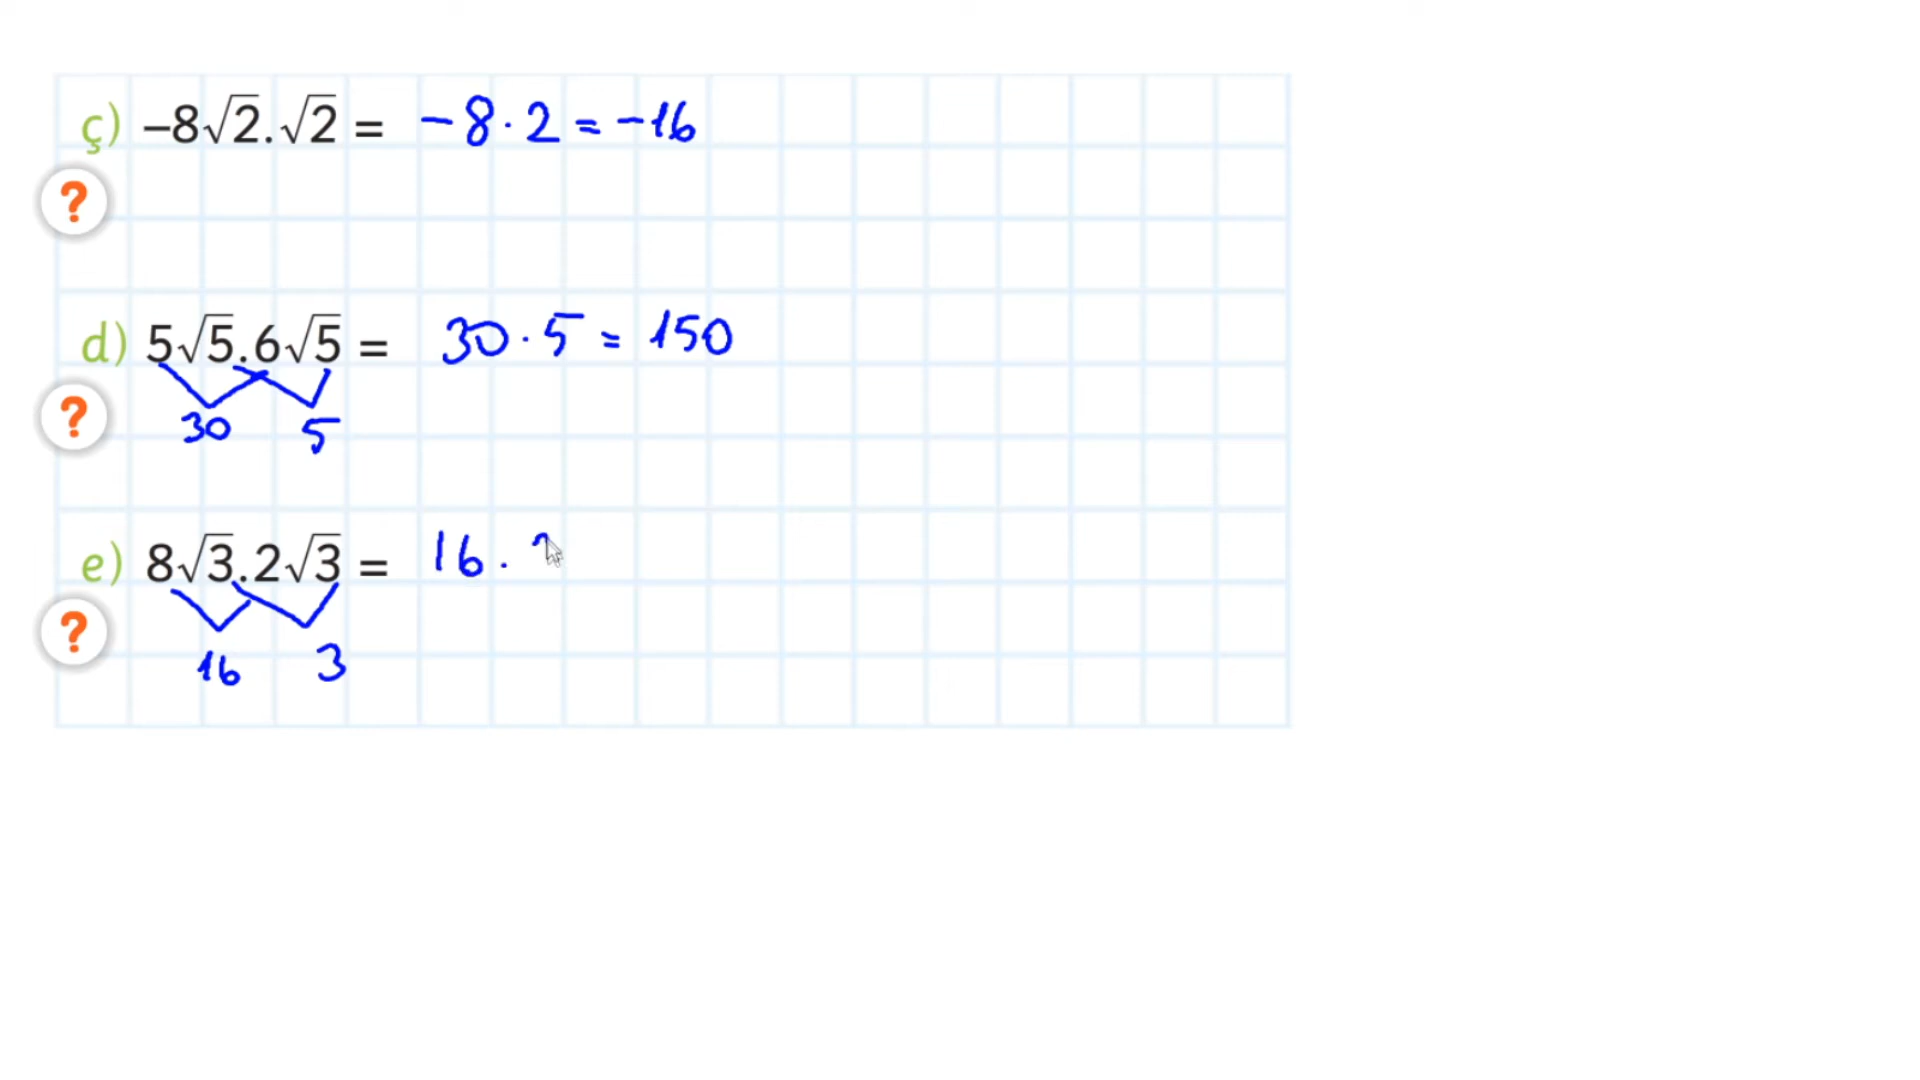 ç) –8√2.√2 = -8·2 = -16
?
d) 5√5.6√5 = 30·5 = 150
?
30 5
e) 8√3.2√3 = 16·
?
16 3